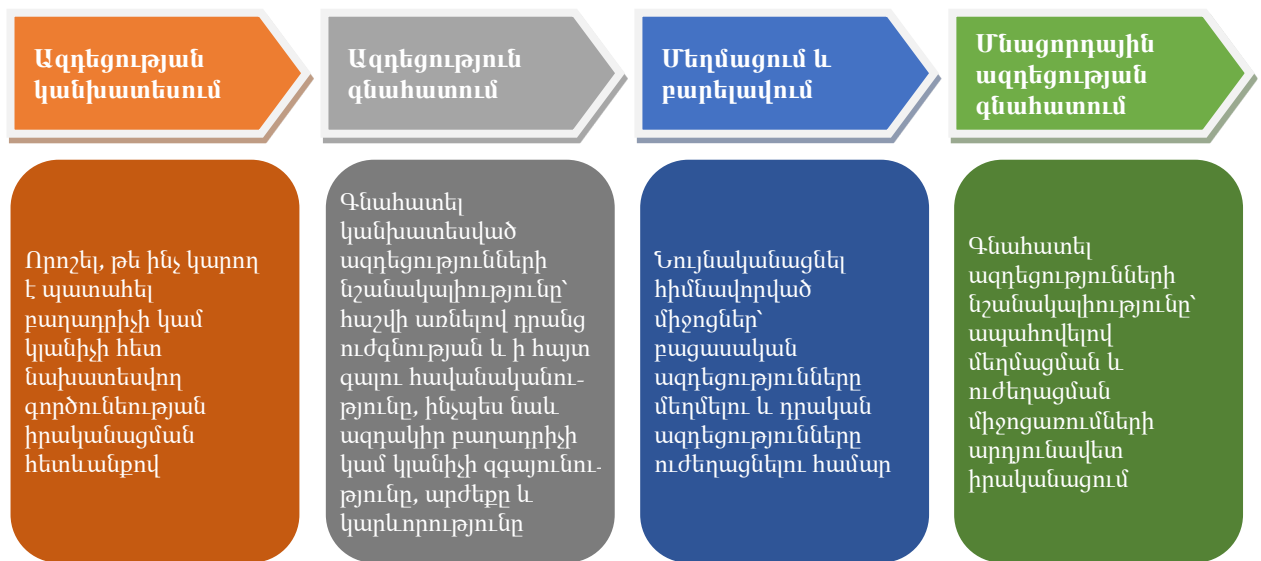 Ազդեցության
կանխատեսում
Ազդեցություն
գնահատում
Մեղմացում և
բարելավում
Մնացորդային
ազդեցության
գնահատում
Որոշել, թե ինչ կարող
է պատահել
բաղադրիչի կամ
կլանիչի հետ
նախատեսվող
գործունեության
իրականացման
հետևանքով
Գնահատել
կանխատեսված
ազդեցությունների
նշանակալիությունը՝
հաշվի առնելով դրանց
ուժգնության և ի հայտ
գալու հավանականու-
թյունը, ինչպես նաև
ազդակիր բաղադրիչի
կամ կլանիչի զգայունու-
թյունը, արժեքը և
կարևորությունը
Նույնականացնել
հիմնավորված
միջոցներ՝
բացասական
ազդեցությունները
մեղմելու և դրական
ազդեցությունները
ուժեղացնելու համար
Գնահատել
ազդեցությունների
նշանակալիությունը՝
ապահովելով
մեղմացման և
ուժեղացման
միջոցառումների
արդյունավետ
իրականացում